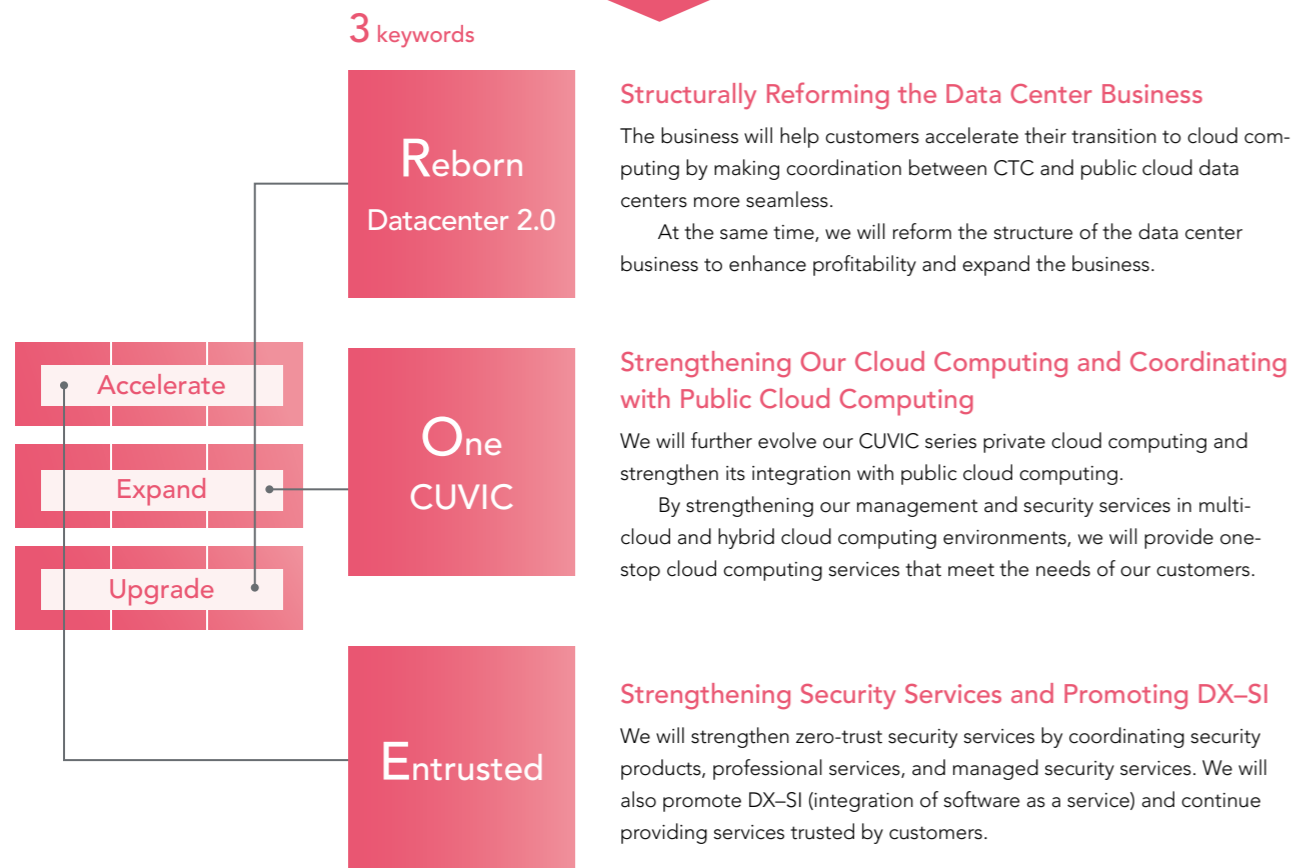 3 keywords
Reborn
Datacenter 2.0
Structurally Reforming the Data Center Business
The business will help customers accelerate their transition to cloud com-
puting by making coordination between CTC and public cloud data
centers more seamless.
At the same time, we will reform the structure of the data center
business to enhance profitability and expand the business.
Accelerate
Expand
Upgrade
One
CUVIC
Strengthening Our Cloud Computing and Coordinating
with Public Cloud Computing
We will further evolve our CUVIC series private cloud computing and
strengthen its integration with public cloud computing.
By strengthening our management and security services in multi-
cloud and hybrid cloud computing environments, we will provide one-
stop cloud computing services that meet the needs of our customers.
Entrusted
Strengthening Security Services and Promoting DX–SI
We will strengthen zero-trust security services by coordinating security
products, professional services, and managed security services. We will
also promote DX–SI (integration of software as a service) and continue
providing services trusted by customers.